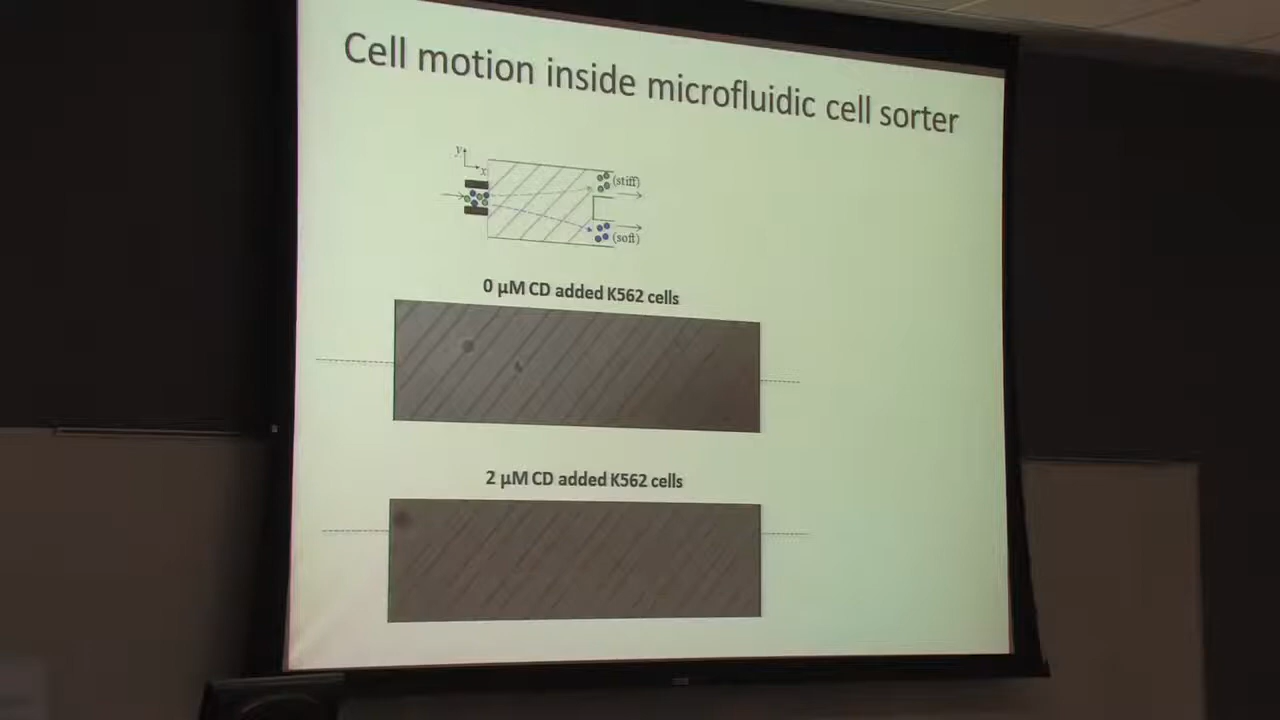 Cell motion inside microfluidic cell sorter
y
x
(stiff)
(soft)
0 µM CD added K562 cells
2 µM CD added K562 cells